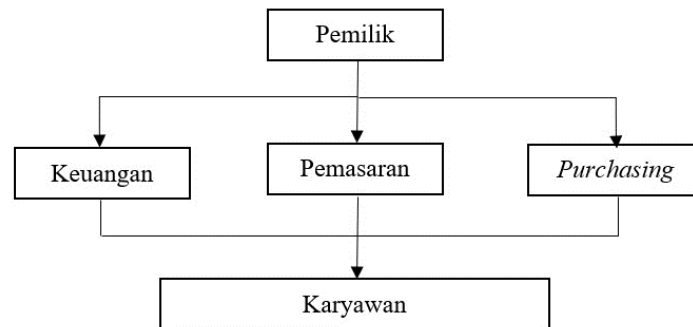 Pemilik
Keuangan
Pemasaran
Purchasing
Karyawan